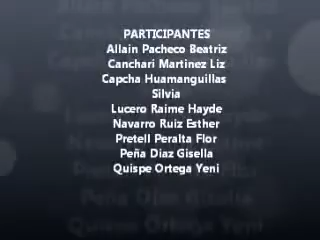 PARTICIPANTES
Allain Pacheco Beatriz
Canchari Martinez Liz
Capcha Huamanguillas
Silvia
Lucero Raime Hayde
Navarro Ruiz Esther
Pretell Peralta Flor
Peña Diaz Gisella
Quispe Ortega Yeni